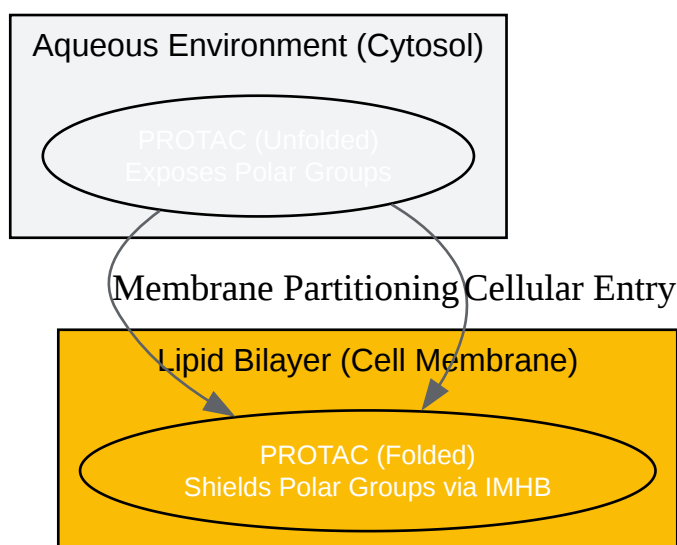 Aqueous Environment (Cytosol)
PROTAC (Unfolded)
Exposes Polar Groups
Membrane Partitioning
Cellular Entry
Lipid Bilayer (Cell Membrane)
PROTAC (Folded)
Shields Polar Groups via IMHB